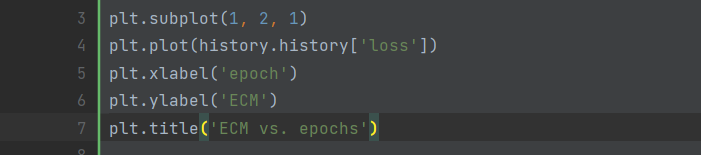 3 plt.subplot(1, 2, 1)
4 plt.plot(history.history['loss'])
5 plt.xlabel('epoch')
6 plt.ylabel('ECM')
7 plt.title('ECM vs. epochs')